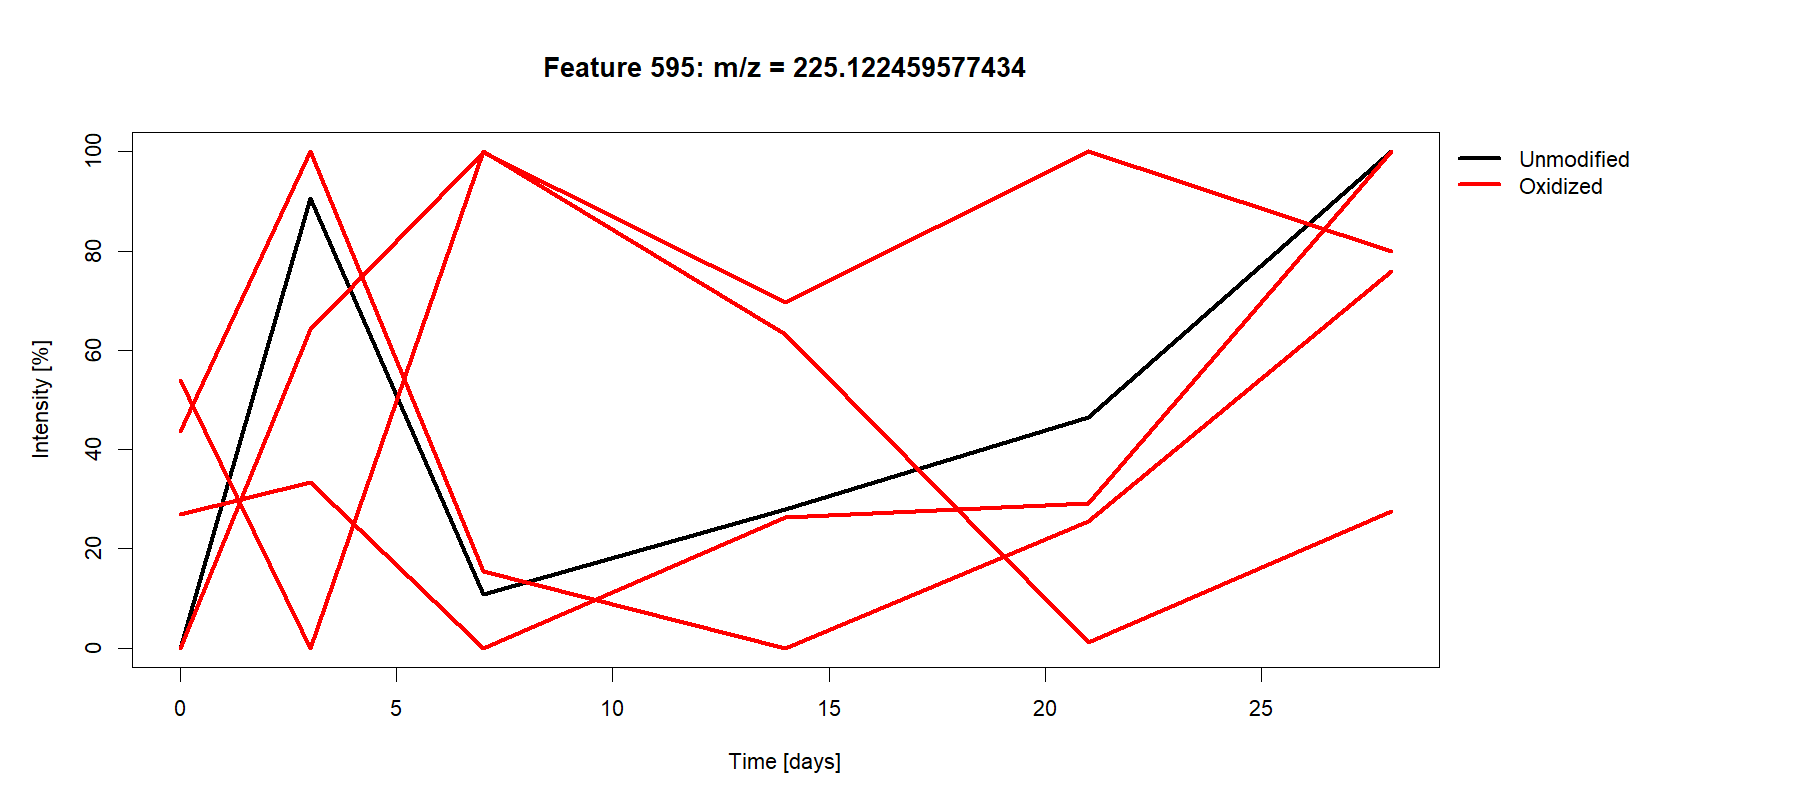 Feature 595: m/z = 225.122459577434
Unmodified
Oxidized
100
80
60
40
20
0
Intensity [%]
0 5 10 15 20 25
Time [days]